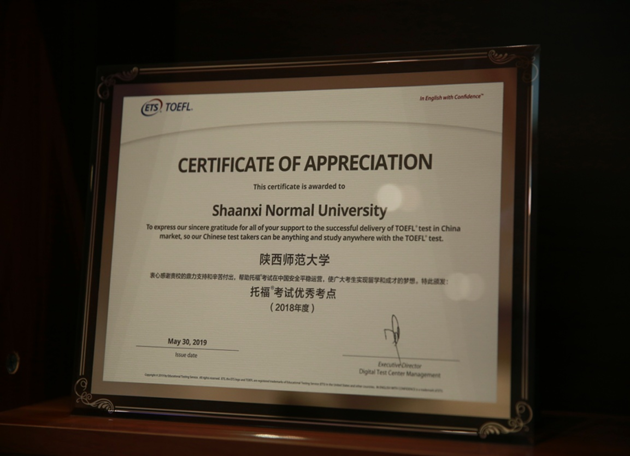 ETS TOEFL.
In English with Confidence™
CERTIFICATE OF APPRECIATION
This certificate is awarded to
Shaanxi Normal University
To express our sincere gratitude for all of your support to the successful delivery of TOEFL® test in China
market, so our Chinese test takers can be anything and study anywhere with the TOEFL® test.
陕西师范大学
衷心感谢贵校的鼎力支持和辛苦付出，帮助托福®考试在中国安全平稳运营，使广大考生实现留学和成才的梦想，特此颁发：
托福®考试优秀考点
（2018年度）
May 30, 2019
Issue date
Executive Director
Digital Test Center Management